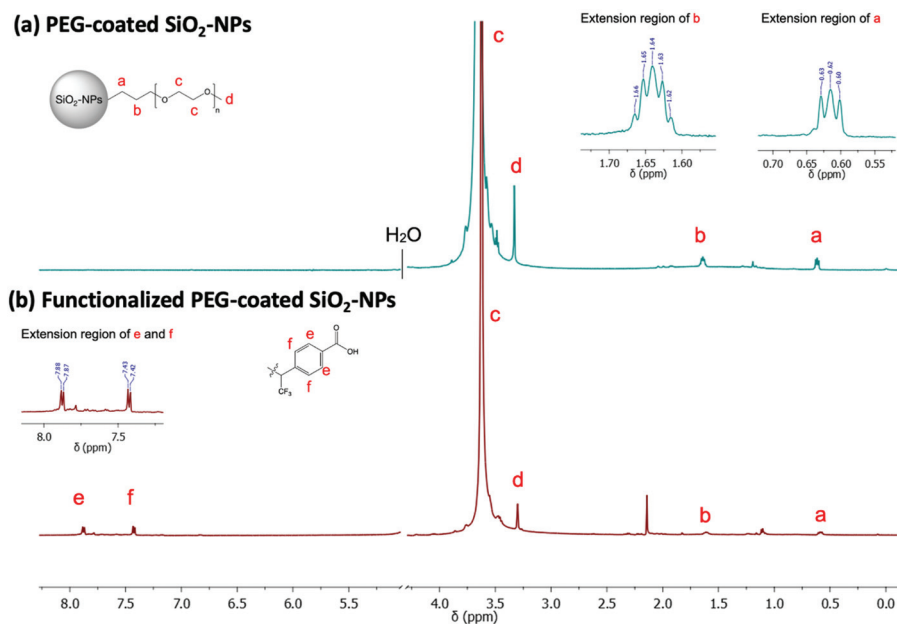 (a) PEG-coated SiO₂-NPs
Extension region of b
Extension region of a
c
1.66 1.65 1.64 1.63 1.62
0.63 0.62 0.60
SiO₂-NPs
a
b
c
c
O
O
n
d
1.70 1.65 1.60
δ (ppm)
0.70 0.65 0.60 0.55
δ (ppm)
d
H₂O
b
a
(b) Functionalized PEG-coated SiO₂-NPs
c
Extension region of e and f
7.88 7.87 7.43 7.42
8.0 7.5
δ (ppm)
O
OH
e
f
e
f
CF₃
e
f
d
b
a
8.0 7.5 7.0 6.5 6.0 5.5 5.0 4.0 3.5 3.0 2.5 2.0 1.5 1.0 0.5 0.0
δ (ppm)